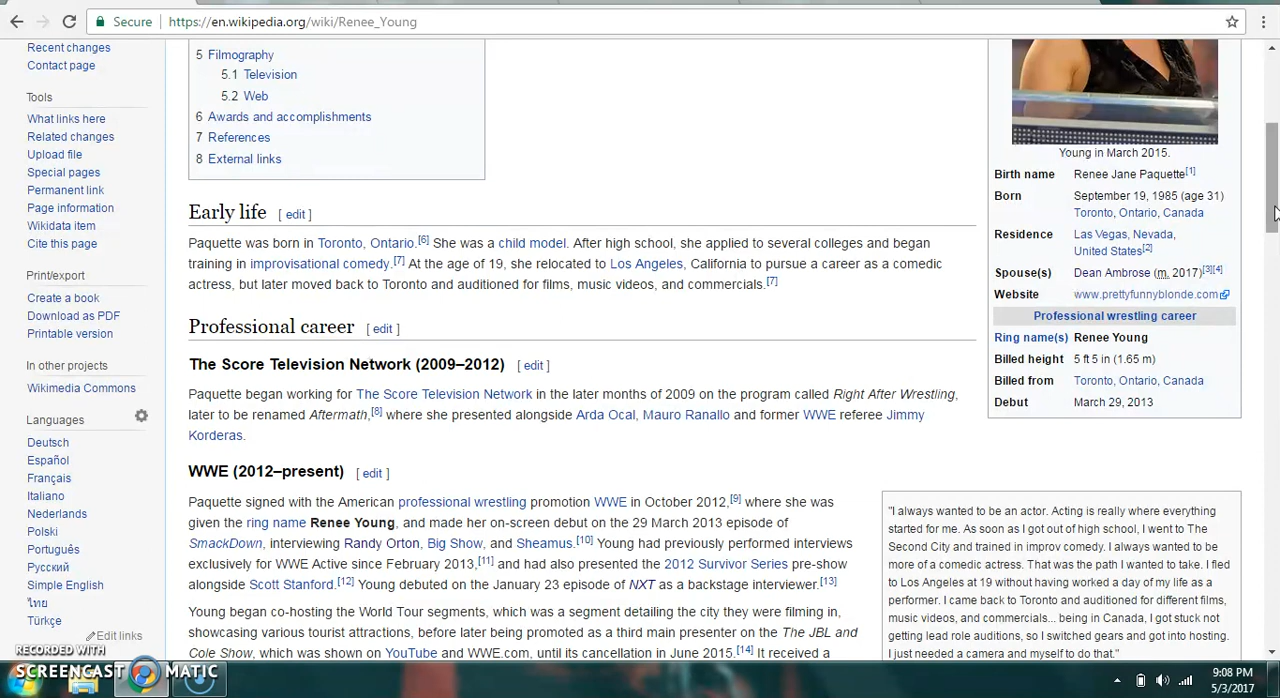 Secure https://en.wikipedia.org/wiki/Renee_Young
Recent changes
Contact page
Tools
What links here
Related changes
Upload file
Special pages
Permanent link
Page information
Wikidata item
Cite this page
Print/export
Create a book
Download as PDF
Printable version
In other projects
Wikimedia Commons
Languages
Deutsch
Español
Français
Italiano
Nederlands
Polski
Português
Русский
Simple English
ไทย
Türkçe
Edit links
5 Filmography
5.1 Television
5.2 Web
6 Awards and accomplishments
7 References
8 External links
Early life [ edit ]
Paquette was born in Toronto, Ontario.[6] She was a child model. After high school, she applied to several colleges and began
training in improvisational comedy.[7] At the age of 19, she relocated to Los Angeles, California to pursue a career as a comedic
actress, but later moved back to Toronto and auditioned for films, music videos, and commercials.[7]
Professional career [ edit ]
The Score Television Network (2009–2012) [ edit ]
Paquette began working for The Score Television Network in the later months of 2009 on the program called Right After Wrestling,
later to be renamed Aftermath,[8] where she presented alongside Arda Ocal, Mauro Ranallo and former WWE referee Jimmy
Korderas.
WWE (2012–present) [ edit ]
Paquette signed with the American professional wrestling promotion WWE in October 2012,[9] where she was
given the ring name Renee Young, and made her on-screen debut on the 29 March 2013 episode of
SmackDown, interviewing Randy Orton, Big Show, and Sheamus.[10] Young had previously performed interviews
exclusively for WWE Active since February 2013,[11] and had also presented the 2012 Survivor Series pre-show
alongside Scott Stanford.[12] Young debuted on the January 23 episode of NXT as a backstage interviewer.[13]
Young began co-hosting the World Tour segments, which was a segment detailing the city they were filming in,
showcasing various tourist attractions, before later being promoted as a third main presenter on the The JBL and
Cole Show, which was shown on YouTube and WWE.com, until its cancellation in June 2015.[14] It received a
Young in March 2015.
Birth name Renee Jane Paquette[1]
Born September 19, 1985 (age 31)
Toronto, Ontario, Canada
Residence Las Vegas, Nevada,
United States[2]
Spouse(s) Dean Ambrose (m. 2017)[3][4]
Website www.prettyfunnyblonde.com
Professional wrestling career
Ring name(s) Renee Young
Billed height 5 ft 5 in (1.65 m)
Billed from Toronto, Ontario, Canada
Debut March 29, 2013
"I always wanted to be an actor. Acting is really where everything
started for me. As soon as I got out of high school, I went to The
Second City and trained in improv comedy. I always wanted to be
more of a comedic actress. That was the path I wanted to take. I fled
to Los Angeles at 19 without having worked a day of my life as a
performer. I came back to Toronto and auditioned for different films,
music videos, and commercials... being in Canada, I got stuck not
getting lead role auditions, so I switched gears and got into hosting.
I just needed a camera and myself to do that."
RECORDED WITH
SCREENCAST MATIC
9:08 PM
5/3/2017